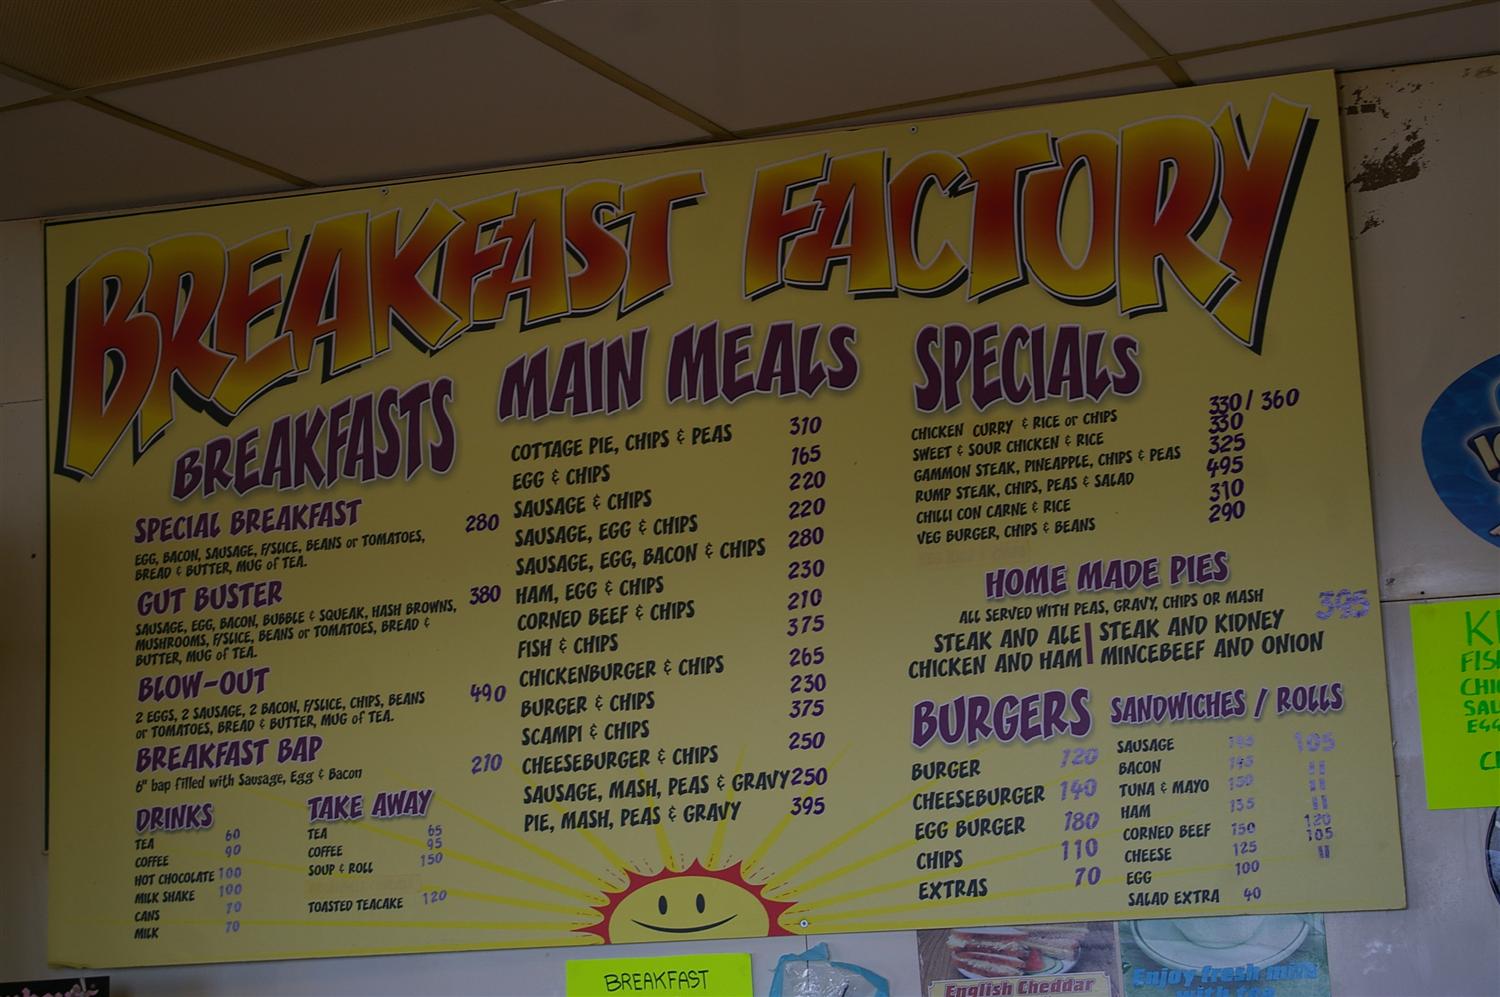 BREAKFAST FACTORY
BREAKFASTS
SPECIAL BREAKFAST 280
EGG, BACON, SAUSAGE, F/SLICE, BEANS or TOMATOES,
BREAD & BUTTER, MUG of TEA.
GUT BUSTER 380
SAUSAGE, EGG, BACON, BUBBLE & SQUEAK, HASH BROWNS,
MUSHROOMS, F/SLICE, BEANS or TOMATOES, BREAD &
BUTTER, MUG of TEA.
BLOW-OUT 490
2 EGGS, 2 SAUSAGE, 2 BACON, F/SLICE, CHIPS, BEANS
or TOMATOES, BREAD & BUTTER, MUG of TEA.
BREAKFAST BAP 210
6" bap filled with Sausage, Egg & Bacon
DRINKS
TEA 60
COFFEE 90
HOT CHOCOLATE 100
MILK SHAKE 100
CANS 70
MILK 70
TAKE AWAY
TEA 65
COFFEE 95
SOUP & ROLL 150
TOASTED TEACAKE 120
MAIN MEALS
COTTAGE PIE, CHIPS & PEAS 310
EGG & CHIPS 165
SAUSAGE & CHIPS 220
SAUSAGE, EGG & CHIPS 220
SAUSAGE, EGG, BACON & CHIPS 280
HAM, EGG & CHIPS 230
CORNED BEEF & CHIPS 210
FISH & CHIPS 375
CHICKENBURGER & CHIPS 265
BURGER & CHIPS 230
SCAMPI & CHIPS 375
CHEESEBURGER & CHIPS 250
SAUSAGE, MASH, PEAS & GRAVY 250
PIE, MASH, PEAS & GRAVY 395
SPECIALS
CHICKEN CURRY & RICE or CHIPS 330 / 360
SWEET & SOUR CHICKEN & RICE 330
GAMMON STEAK, PINEAPPLE, CHIPS & PEAS 325
RUMP STEAK, CHIPS, PEAS & SALAD 495
CHILLI CON CARNE & RICE 310
VEG BURGER, CHIPS & BEANS 290
HOME MADE PIES
ALL SERVED WITH PEAS, GRAVY, CHIPS OR MASH 395
STEAK AND ALE | STEAK AND KIDNEY
CHICKEN AND HAM | MINCEBEEF AND ONION
BURGERS
BURGER 120
CHEESEBURGER 140
EGG BURGER 180
CHIPS 110
EXTRAS 70
SANDWICHES / ROLLS
SAUSAGE 105
BACON 11
TUNA & MAYO 11
HAM 11
CORNED BEEF 150 120
CHEESE 125 105
EGG 100 11
SALAD EXTRA 40
BREAKFAST
English Cheddar
Enjoy fresh milk
with tea